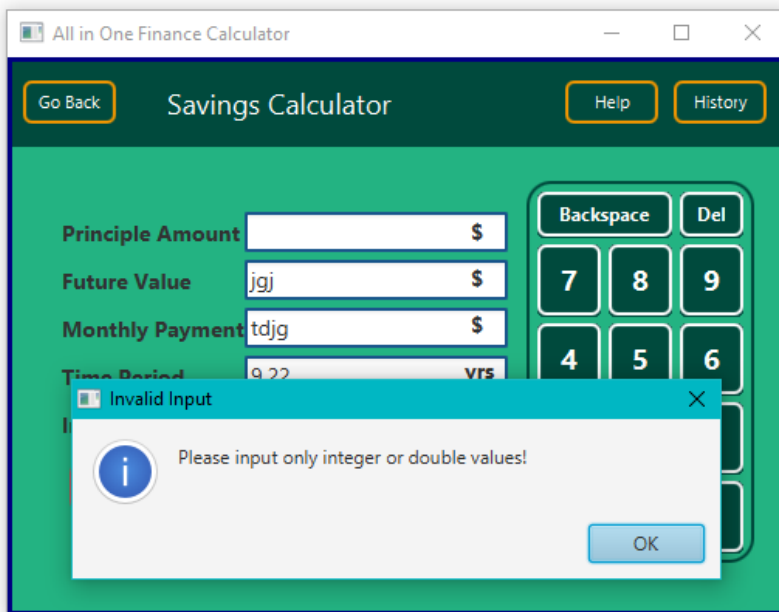 All in One Finance Calculator
Go Back Savings Calculator Help History
Backspace Del
Principle Amount $
7 8 9
Future Value jgj $
Monthly Payment tdjg $
4 5 6
Time Period 9.22 yrs
Invalid Input
Please input only integer or double values!
OK